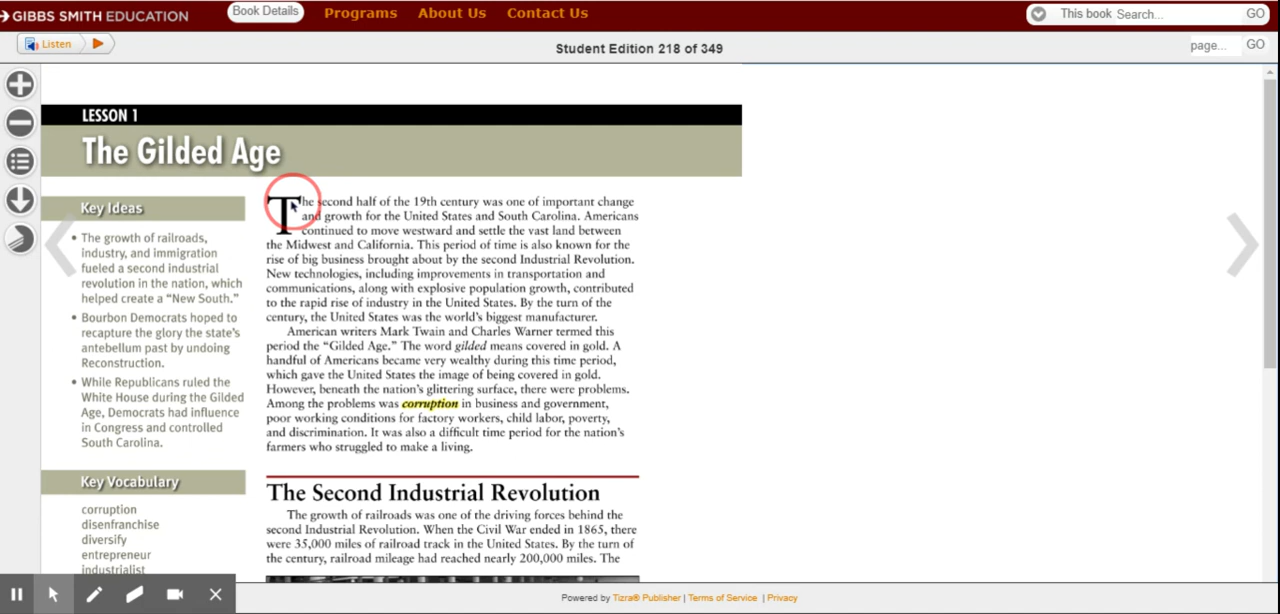 GIBBS SMITH EDUCATION
Book Details
Programs
About Us
Contact Us
This book Search...
GO
Listen
Student Edition 218 of 349
page...
GO
LESSON 1
The Gilded Age
Key Ideas
• The growth of railroads,
industry, and immigration
fueled a second industrial
revolution in the nation, which
helped create a “New South.”
• Bourbon Democrats hoped to
recapture the glory the state’s
antebellum past by undoing
Reconstruction.
• While Republicans ruled the
White House during the Gilded
Age, Democrats had influence
in Congress and controlled
South Carolina.
Key Vocabulary
corruption
disenfranchise
diversify
entrepreneur
industrialist
The second half of the 19th century was one of important change
and growth for the United States and South Carolina. Americans
continued to move westward and settle the vast land between
the Midwest and California. This period of time is also known for the
rise of big business brought about by the second Industrial Revolution.
New technologies, including improvements in transportation and
communications, along with explosive population growth, contributed
to the rapid rise of industry in the United States. By the turn of the
century, the United States was the world’s biggest manufacturer.
American writers Mark Twain and Charles Warner termed this
period the “Gilded Age.” The word gilded means covered in gold. A
handful of Americans became very wealthy during this time period,
which gave the United States the image of being covered in gold.
However, beneath the nation’s glittering surface, there were problems.
Among the problems was corruption in business and government,
poor working conditions for factory workers, child labor, poverty,
and discrimination. It was also a difficult time period for the nation’s
farmers who struggled to make a living.
The Second Industrial Revolution
The growth of railroads was one of the driving forces behind the
second Industrial Revolution. When the Civil War ended in 1865, there
were 35,000 miles of railroad track in the United States. By the turn of
the century, railroad mileage had reached nearly 200,000 miles. The
Powered by Tizra® Publisher | Terms of Service | Privacy